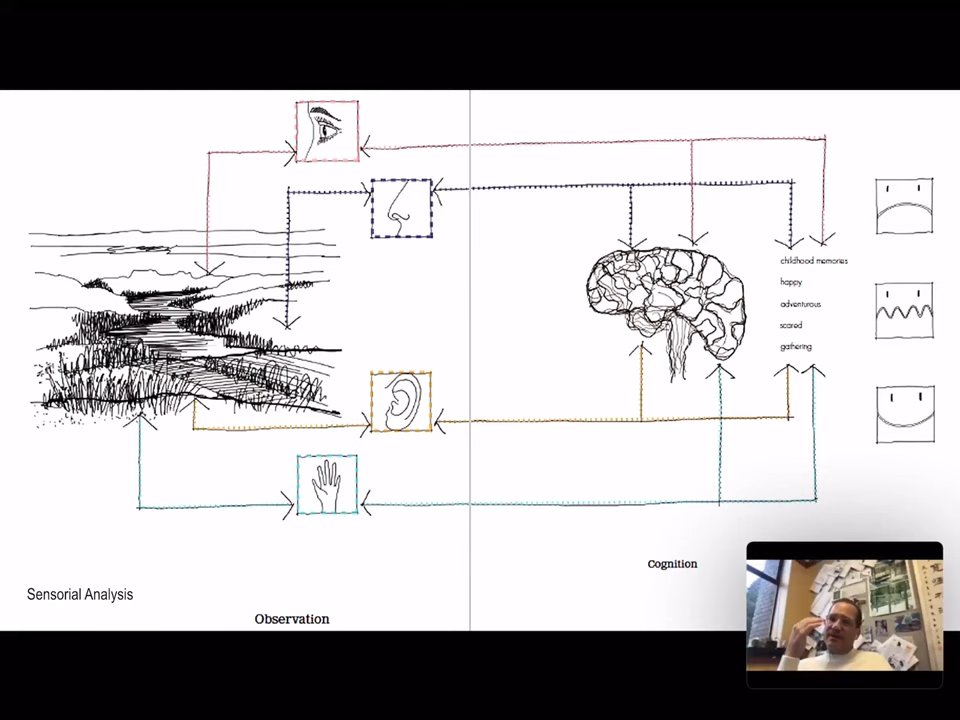 childhood memories
happy
adventurous
scared
gathering
Cognition
Sensorial Analysis
Observation